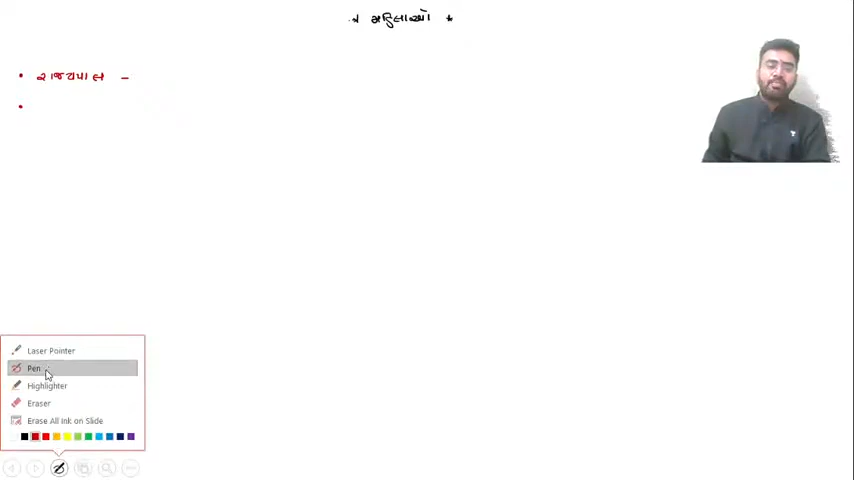 * મહિલાઓ *
• રાજ્યપાલ -
•
Laser Pointer
Pen
Highlighter
Eraser
Erase All Ink on Slide